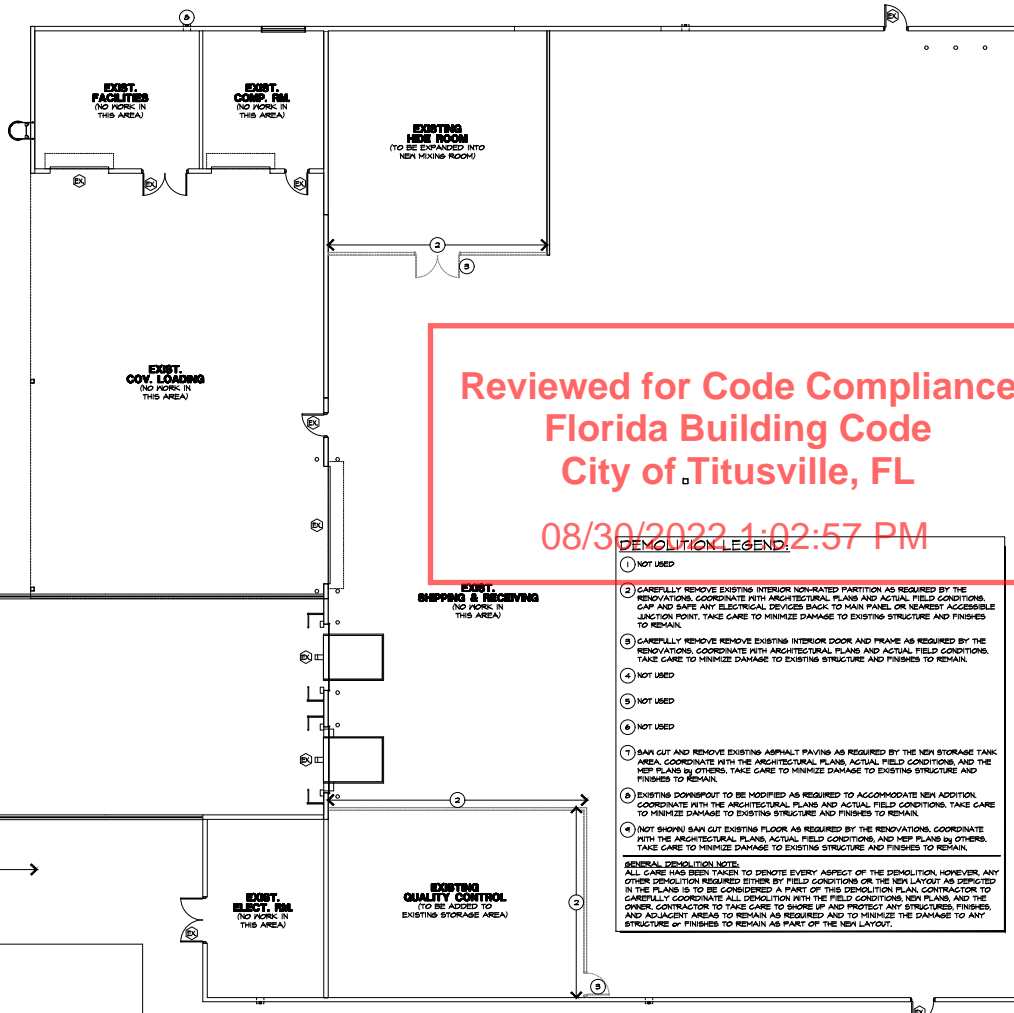 8
EX.
EXIST.
FACILITIES
(NO WORK IN
THIS AREA)
EXIST.
COMP. RM.
(NO WORK IN
THIS AREA)
EXISTING
HIDE ROOM
(TO BE EXPANDED INTO
NEW MIXING ROOM)
EX.
EX.
EX.
2
3
EXIST.
COV. LOADING
(NO WORK IN
THIS AREA)
EX.
EX.
Reviewed for Code Compliance
Florida Building Code
City of Titusville, FL
08/30/2022 1:02:57 PM
EXIST.
SHIPPING & RECEIVING
(NO WORK IN
THIS AREA)
EX.
EX.
2
EXIST.
ELECT. RM.
(NO WORK IN
THIS AREA)
EX.
EXISTING
QUALITY CONTROL
(TO BE ADDED TO
EXISTING STORAGE AREA)
2
3
EX.
DEMOLITION LEGEND:
1 NOT USED
2 CAREFULLY REMOVE EXISTING INTERIOR NON-RATED PARTITION AS REQUIRED BY THE
RENOVATIONS. COORDINATE WITH ARCHITECTURAL PLANS AND ACTUAL FIELD CONDITIONS.
CAP AND SAFE ANY ELECTRICAL DEVICES BACK TO MAIN PANEL OR NEAREST ACCESSIBLE
JUNCTION POINT. TAKE CARE TO MINIMIZE DAMAGE TO EXISTING STRUCTURE AND FINISHES
TO REMAIN.
3 CAREFULLY REMOVE REMOVE EXISTING INTERIOR DOOR AND FRAME AS REQUIRED BY THE
RENOVATIONS. COORDINATE WITH ARCHITECTURAL PLANS AND ACTUAL FIELD CONDITIONS.
TAKE CARE TO MINIMIZE DAMAGE TO EXISTING STRUCTURE AND FINISHES TO REMAIN.
4 NOT USED
5 NOT USED
6 NOT USED
7 SAW CUT AND REMOVE EXISTING ASPHALT PAVING AS REQUIRED BY THE NEW STORAGE TANK
AREA. COORDINATE WITH THE ARCHITECTURAL PLANS, ACTUAL FIELD CONDITIONS, AND THE
MEP PLANS by OTHERS. TAKE CARE TO MINIMIZE DAMAGE TO EXISTING STRUCTURE AND
FINISHES TO REMAIN.
8 EXISTING DOWNSPOUT TO BE MODIFIED AS REQUIRED TO ACCOMMODATE NEW ADDITION.
COORDINATE WITH THE ARCHITECTURAL PLANS AND ACTUAL FIELD CONDITIONS. TAKE CARE
TO MINIMIZE DAMAGE TO EXISTING STRUCTURE AND FINISHES TO REMAIN.
9 (NOT SHOWN) SAW CUT EXISTING FLOOR AS REQUIRED BY THE RENOVATIONS. COORDINATE
WITH THE ARCHITECTURAL PLANS, ACTUAL FIELD CONDITIONS, AND MEP PLANS by OTHERS.
TAKE CARE TO MINIMIZE DAMAGE TO EXISTING STRUCTURE AND FINISHES TO REMAIN.
GENERAL DEMOLITION NOTE:
ALL CARE HAS BEEN TAKEN TO DENOTE EVERY ASPECT OF THE DEMOLITION, HOWEVER, ANY
OTHER DEMOLITION REQUIRED EITHER BY FIELD CONDITIONS OR THE NEW LAYOUT AS DEPICTED
IN THE PLANS IS TO BE CONSIDERED A PART OF THIS DEMOLITION PLAN. CONTRACTOR TO
CAREFULLY COORDINATE ALL DEMOLITION WITH THE FIELD CONDITIONS, NEW PLANS, AND THE
OWNER. CONTRACTOR TO TAKE CARE TO SHORE UP AND PROTECT ANY STRUCTURES, FINISHES,
AND ADJACENT AREAS TO REMAIN AS REQUIRED AND TO MINIMIZE THE DAMAGE TO ANY
STRUCTURE or FINISHES TO REMAIN AS PART OF THE NEW LAYOUT.